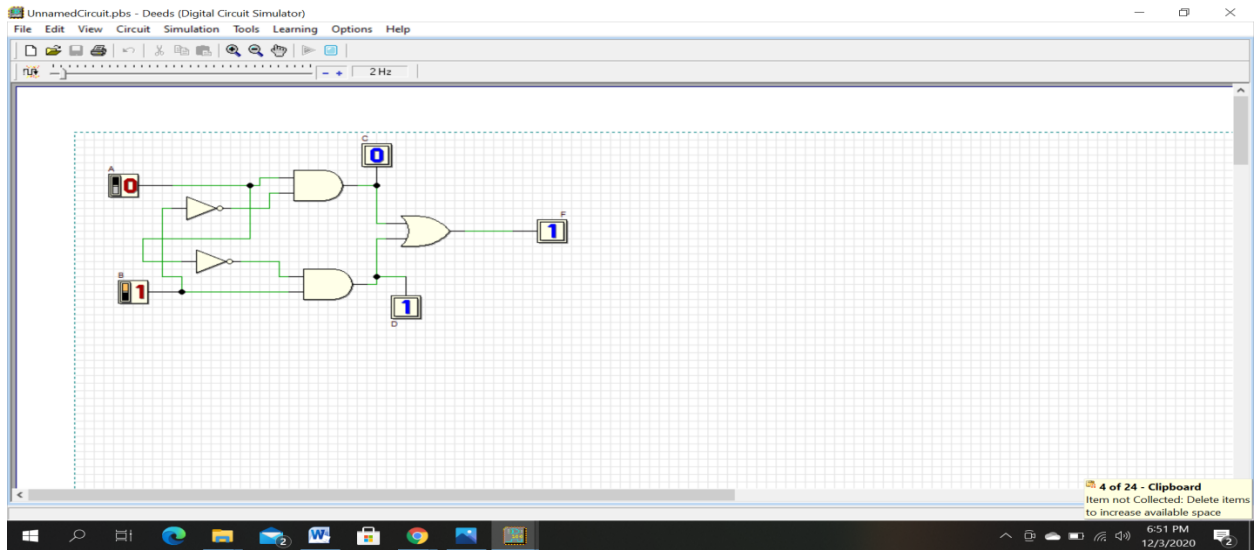 UnnamedCircuit.pbs - Deeds (Digital Circuit Simulator)
File Edit View Circuit Simulation Tools Learning Options Help
- + 2 Hz
C
0
A
0
F
1
B
1
1
D
4 of 24 - Clipboard
Item not Collected: Delete items
to increase available space
2
W
6:51 PM
12/3/2020
2